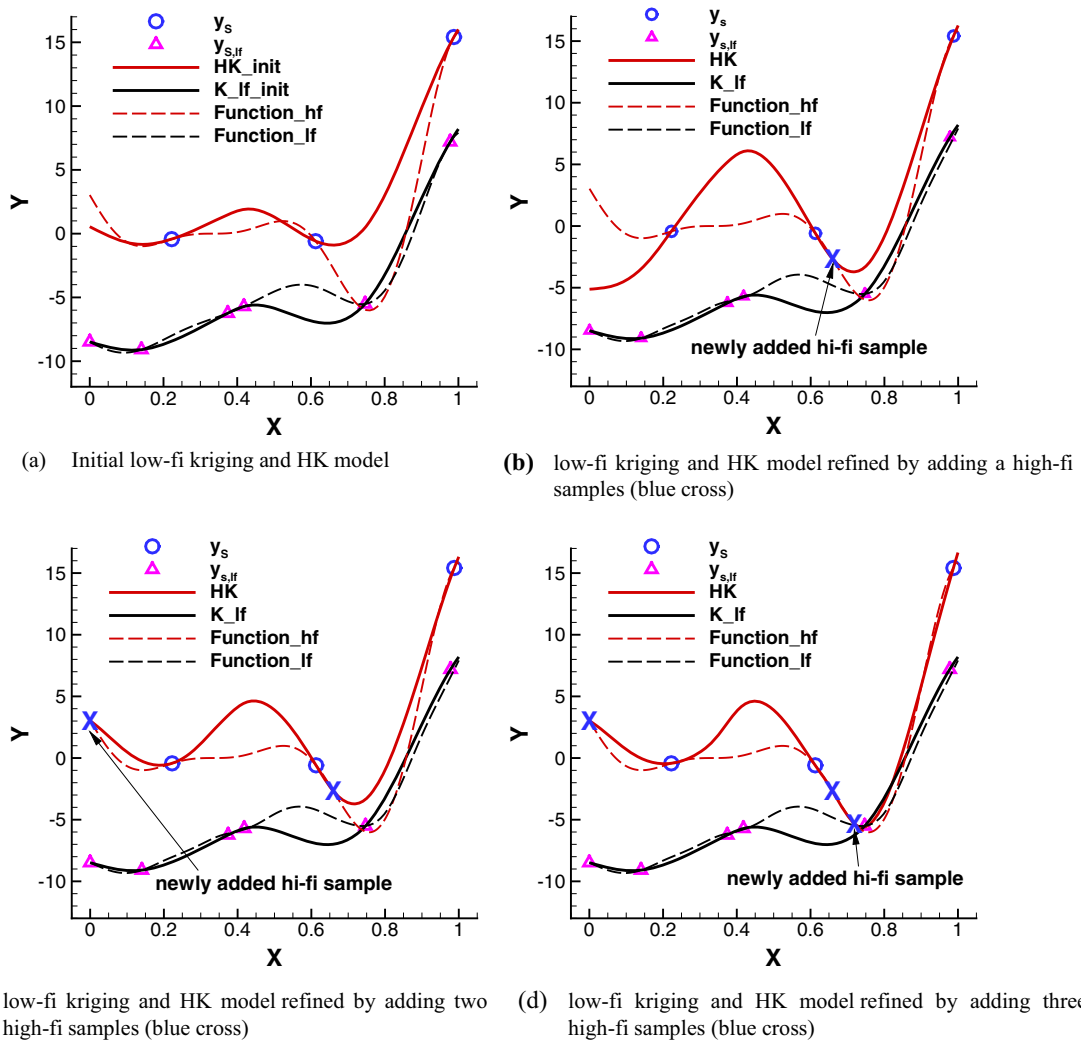 y_S
y_S,lf
HK_init
K_lf_init
Function_hf
Function_lf
15
10
5
0
-5
-10
Y
0 0.2 0.4 0.6 0.8 1
X
(a) Initial low-fi kriging and HK model
y_s
y_s,lf
HK
K_lf
Function_hf
Function_lf
15
10
5
0
-5
-10
Y
newly added hi-fi sample
0 0.2 0.4 0.6 0.8 1
X
(b) low-fi kriging and HK model refined by adding a high-fi
samples (blue cross)
y_S
y_s,lf
HK
K_lf
Function_hf
Function_lf
15
10
5
0
-5
-10
Y
newly added hi-fi sample
0 0.2 0.4 0.6 0.8 1
X
low-fi kriging and HK model refined by adding two
high-fi samples (blue cross)
y_S
y_s,lf
HK
K_lf
Function_hf
Function_lf
15
10
5
0
-5
-10
Y
newly added hi-fi sample
0 0.2 0.4 0.6 0.8 1
X
(d) low-fi kriging and HK model refined by adding three
high-fi samples (blue cross)